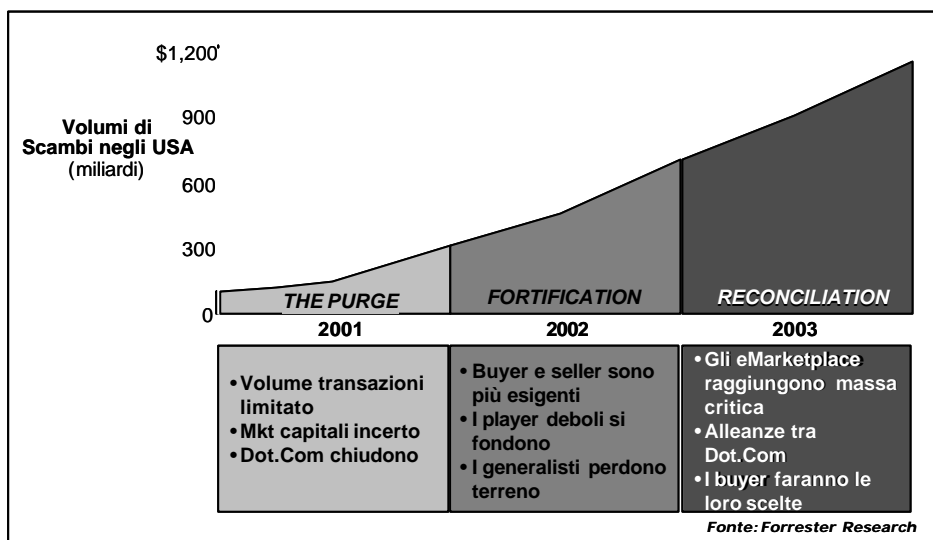 $1,200
900
600
300
0
Volumi di
Scambi negli USA
(miliardi)
THE PURGE
FORTIFICATION
RECONCILIATION
2001
2002
2003
• Volume transazioni
limitato
• Mkt capitali incerto
• Dot.Com chiudono
• Buyer e seller sono
più esigenti
• I player deboli si
fondono
• I generalisti perdono
terreno
• Gli eMarketplace
raggiungono massa
critica
• Alleanze tra
Dot.Com
• I buyer faranno le
loro scelte
Fonte: Forrester Research